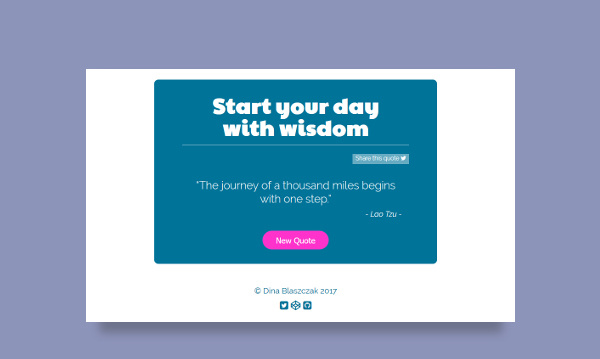 Start your day
with wisdom
Share this quote
"The journey of a thousand miles begins
with one step."
- Lao Tzu -
New Quote
© Dina Blaszczak 2017